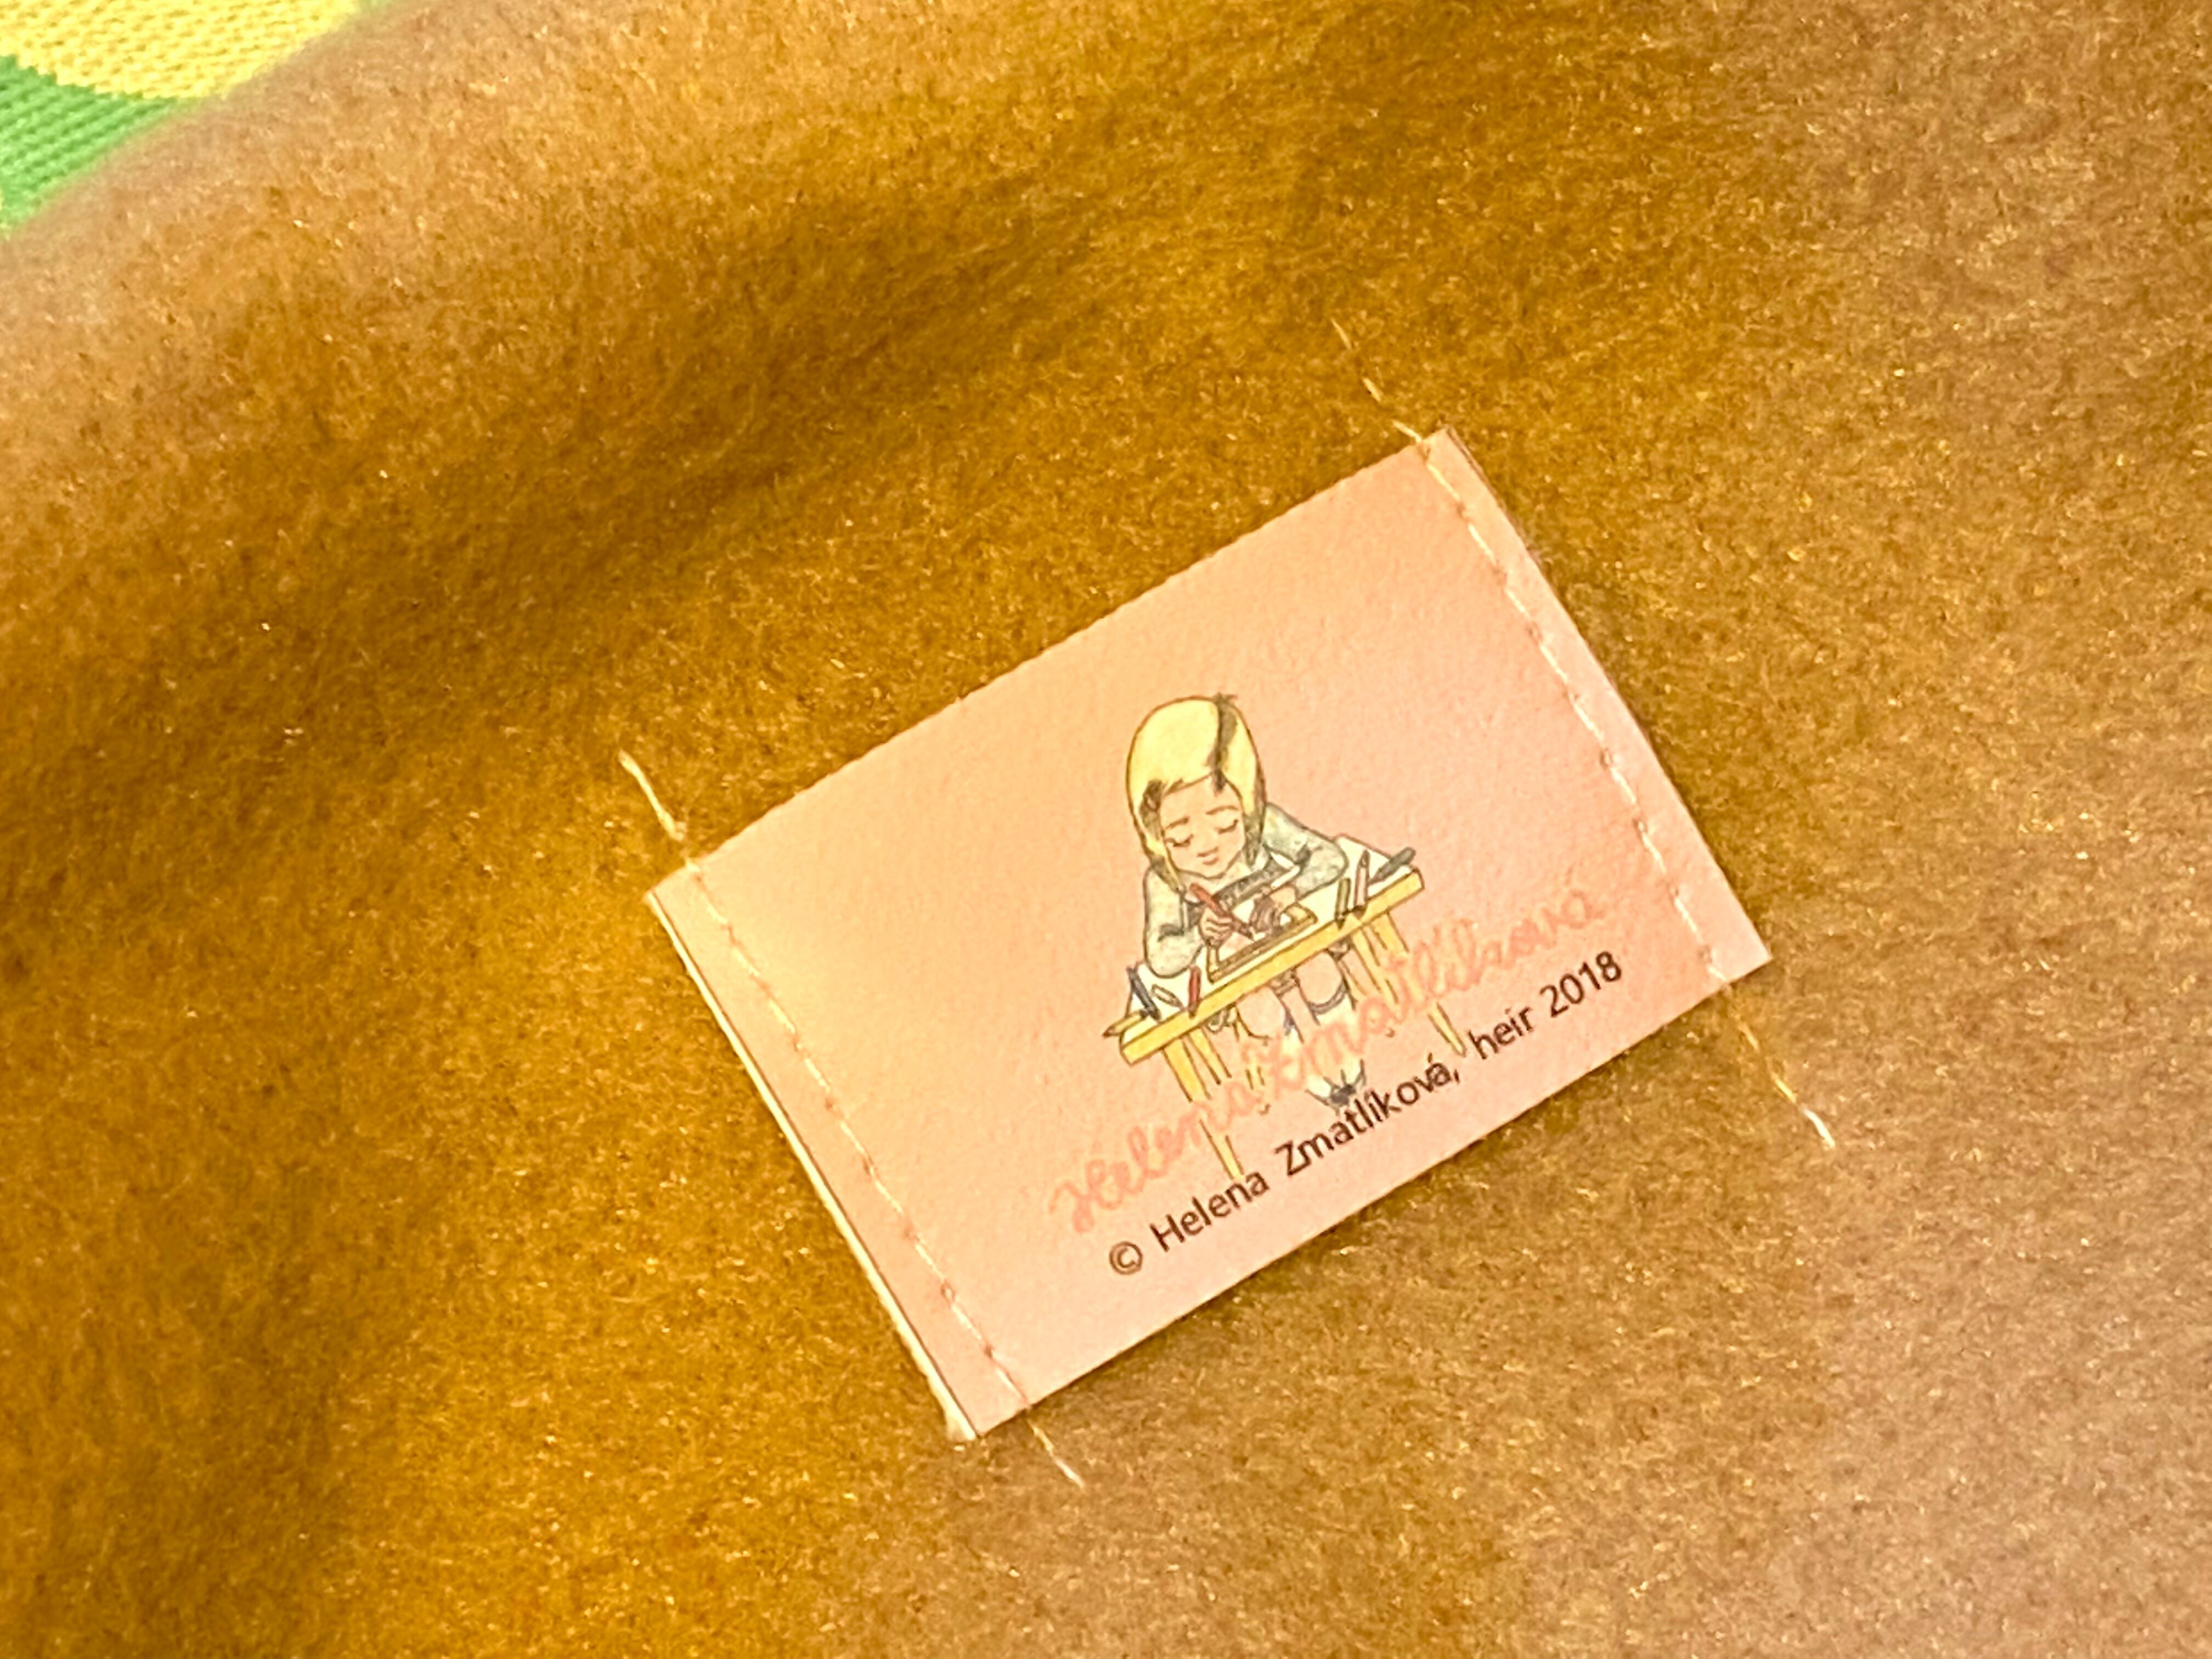 Helena Zmatlíková
© Helena Zmatlíková, heir 2018